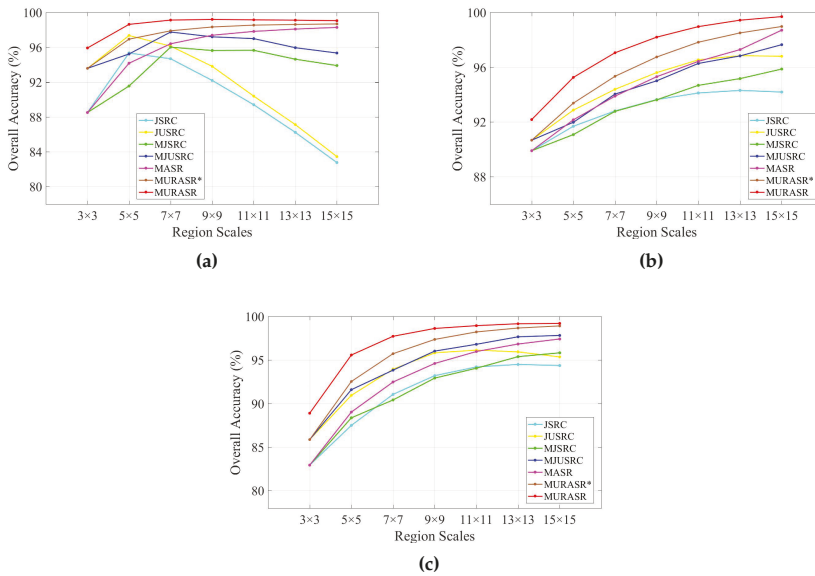 100
96
92
88
84
80
Overall Accuracy (%)
JSRC
JUSRC
MJSRC
MJUSRC
MASR
MURASR*
MURASR
3×3 5×5 7×7 9×9 11×11 13×13 15×15
Region Scales
(a)
100
96
92
88
Overall Accuracy (%)
JSRC
JUSRC
MJSRC
MJUSRC
MASR
MURASR*
MURASR
3×3 5×5 7×7 9×9 11×11 13×13 15×15
Region Scales
(b)
100
95
90
85
80
Overall Accuracy (%)
JSRC
JUSRC
MJSRC
MJUSRC
MASR
MURASR*
MURASR
3×3 5×5 7×7 9×9 11×11 13×13 15×15
Region Scales
(c)